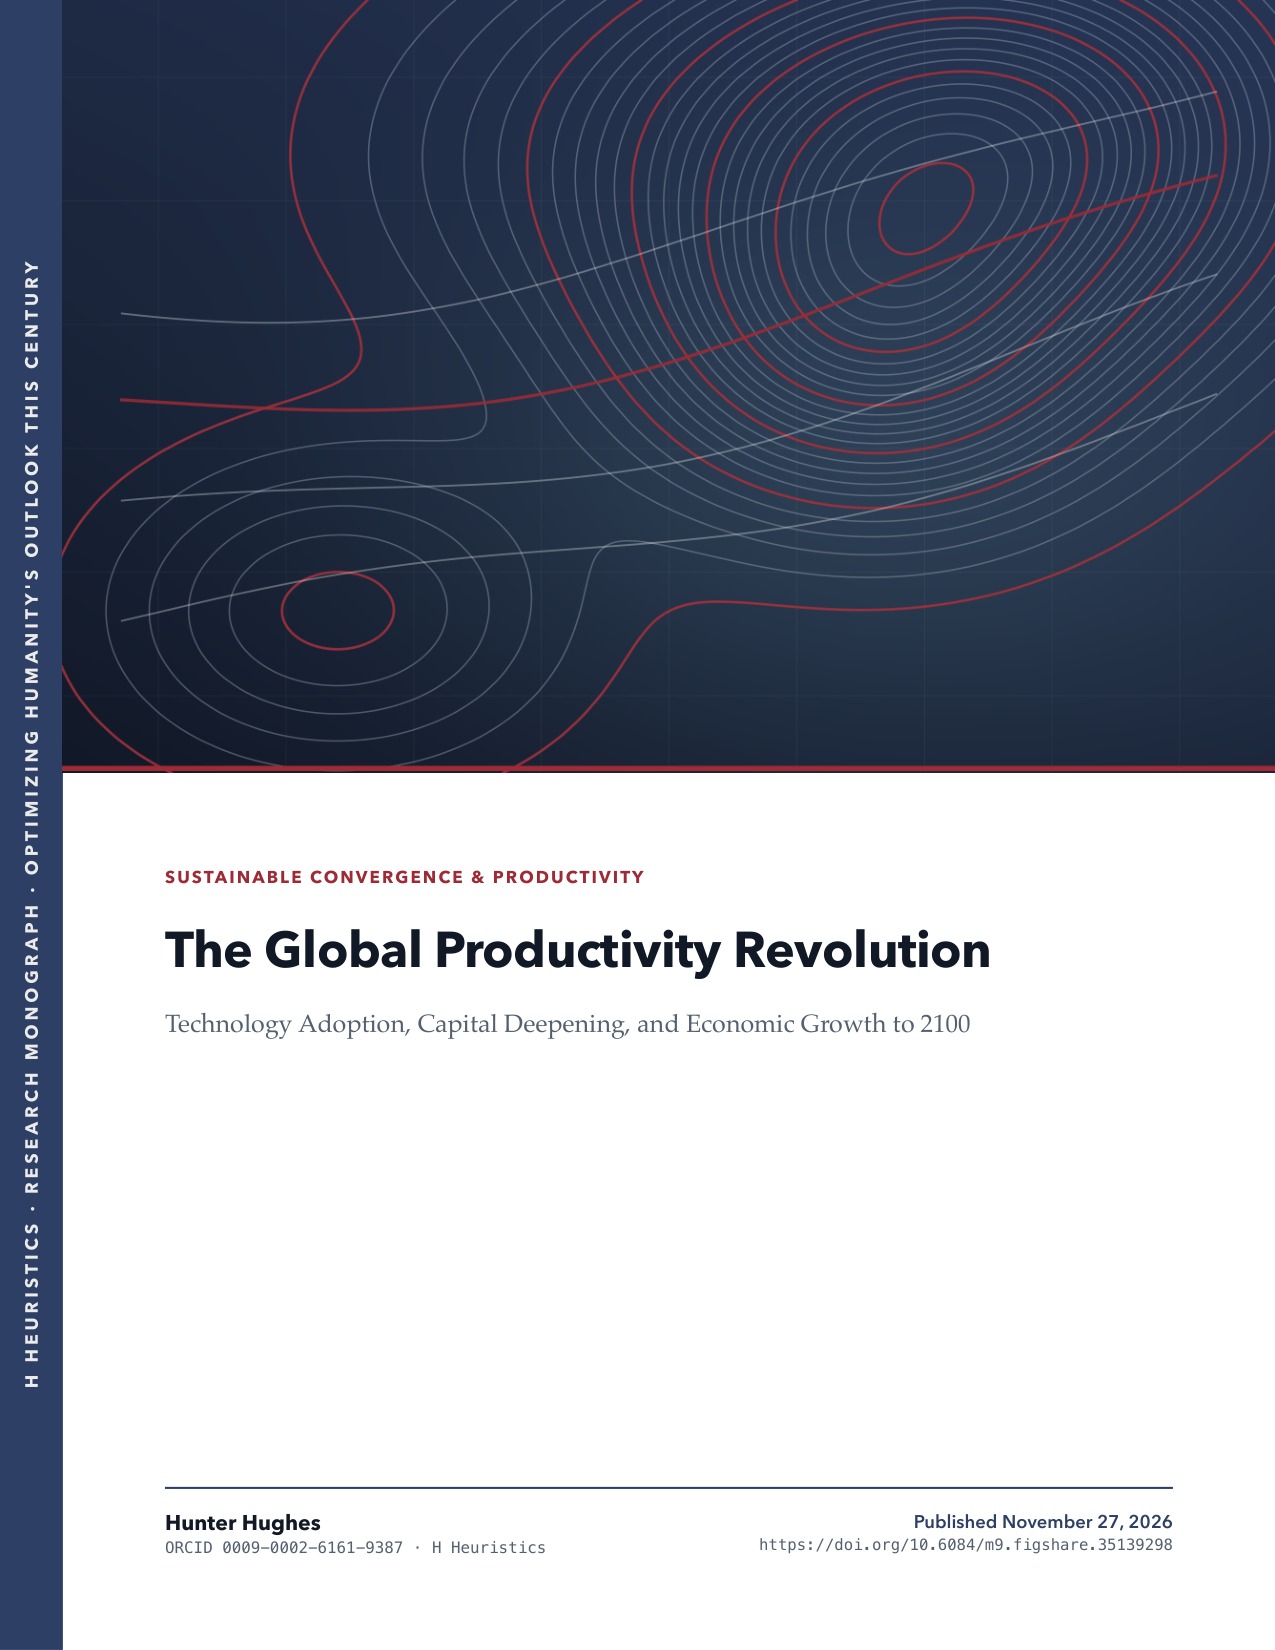 H HEURISTICS · RESEARCH MONOGRAPH · OPTIMIZING HUMANITY'S OUTLOOK THIS CENTURY
SUSTAINABLE CONVERGENCE & PRODUCTIVITY
The Global Productivity Revolution
Technology Adoption, Capital Deepening, and Economic Growth to 2100
Hunter Hughes
ORCID 0009-0002-6161-9387 · H Heuristics
Published November 27, 2026
https://doi.org/10.6084/m9.figshare.35139298